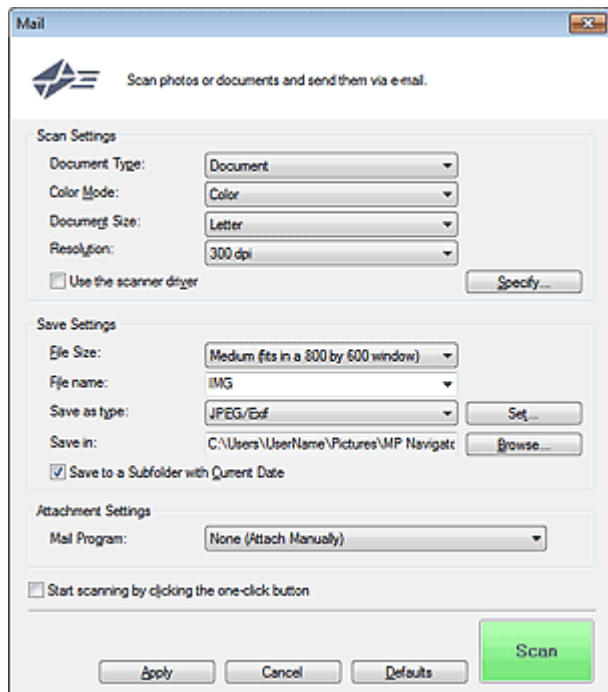 Mail
Scan photos or documents and send them via e-mail.
Scan Settings
Document Type: Document
Color Mode: Color
Document Size: Letter
Resolution: 300 dpi
Use the scanner driver Specify...
Save Settings
File Size: Medium (fits in a 800 by 600 window)
File name: IMG
Save as type: JPEG/Exif Set...
Save in: C:\Users\UserName\Pictures\MP Navigato Browse...
Save to a Subfolder with Current Date
Attachment Settings
Mail Program: None (Attach Manually)
Start scanning by clicking the one-click button
Scan
Apply Cancel Defaults